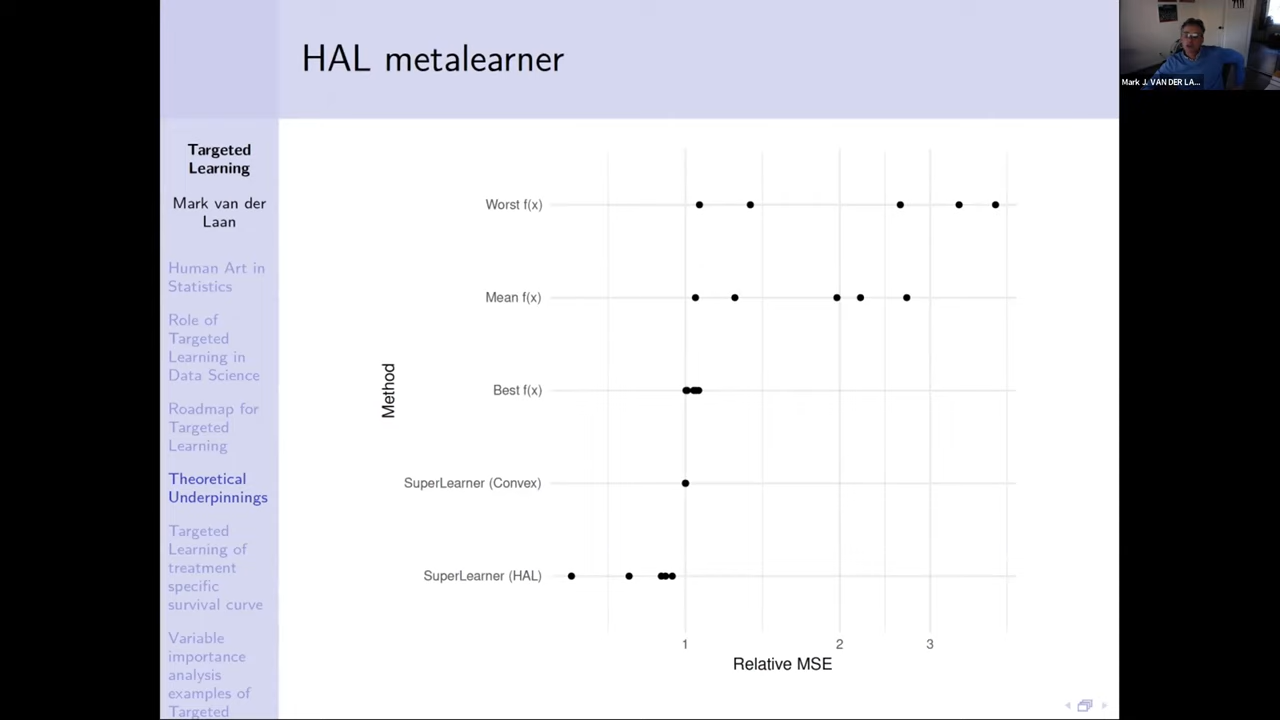 HAL metalearner
Mark J. VAN DER LA...
Targeted
Learning
Mark van der
Laan
Human Art in
Statistics
Role of
Targeted
Learning in
Data Science
Roadmap for
Targeted
Learning
Theoretical
Underpinnings
Targeted
Learning of
treatment
specific
survival curve
Variable
importance
analysis
examples of
Targeted
Method
Worst f(x)
Mean f(x)
Best f(x)
SuperLearner (Convex)
SuperLearner (HAL)
1 2 3
Relative MSE